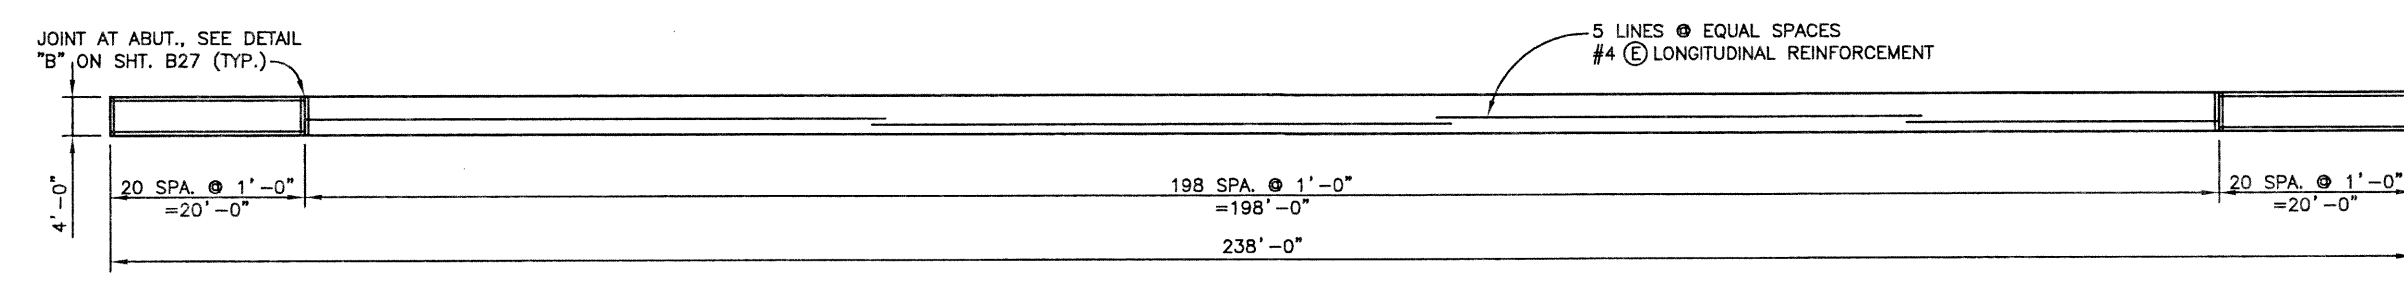 JOINT AT ABUT., SEE DETAIL
"B" ON SHT. B27 (TYP.)
5 LINES @ EQUAL SPACES
#4 (E) LONGITUDINAL REINFORCEMENT
4'-0"
20 SPA. @ 1'-0"
=20'-0"
198 SPA. @ 1'-0"
=198'-0"
20 SPA. @ 1'-0"
=20'-0"
238'-0"